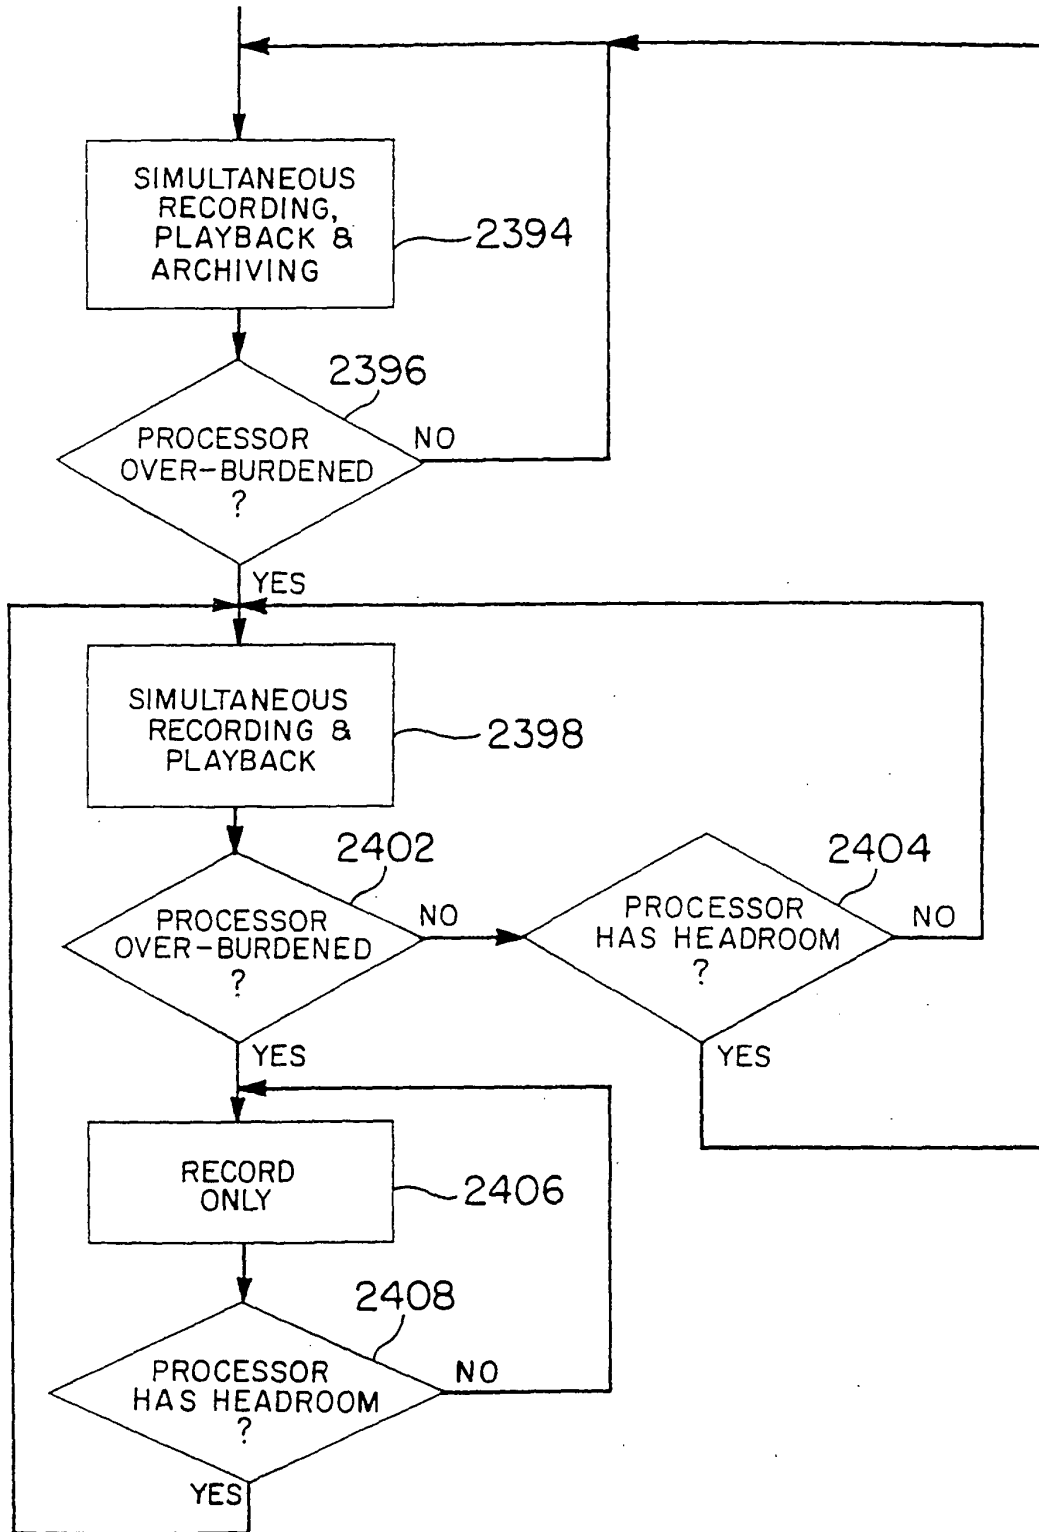 SIMULTANEOUS
RECORDING,
PLAYBACK &
ARCHIVING
2394
2396
PROCESSOR
OVER-BURDENED
?
NO
YES
SIMULTANEOUS
RECORDING &
PLAYBACK
2398
2402
PROCESSOR
OVER-BURDENED
?
NO
2404
PROCESSOR
HAS HEADROOM
?
NO
YES
YES
RECORD
ONLY
2406
2408
PROCESSOR
HAS HEADROOM
?
NO
YES